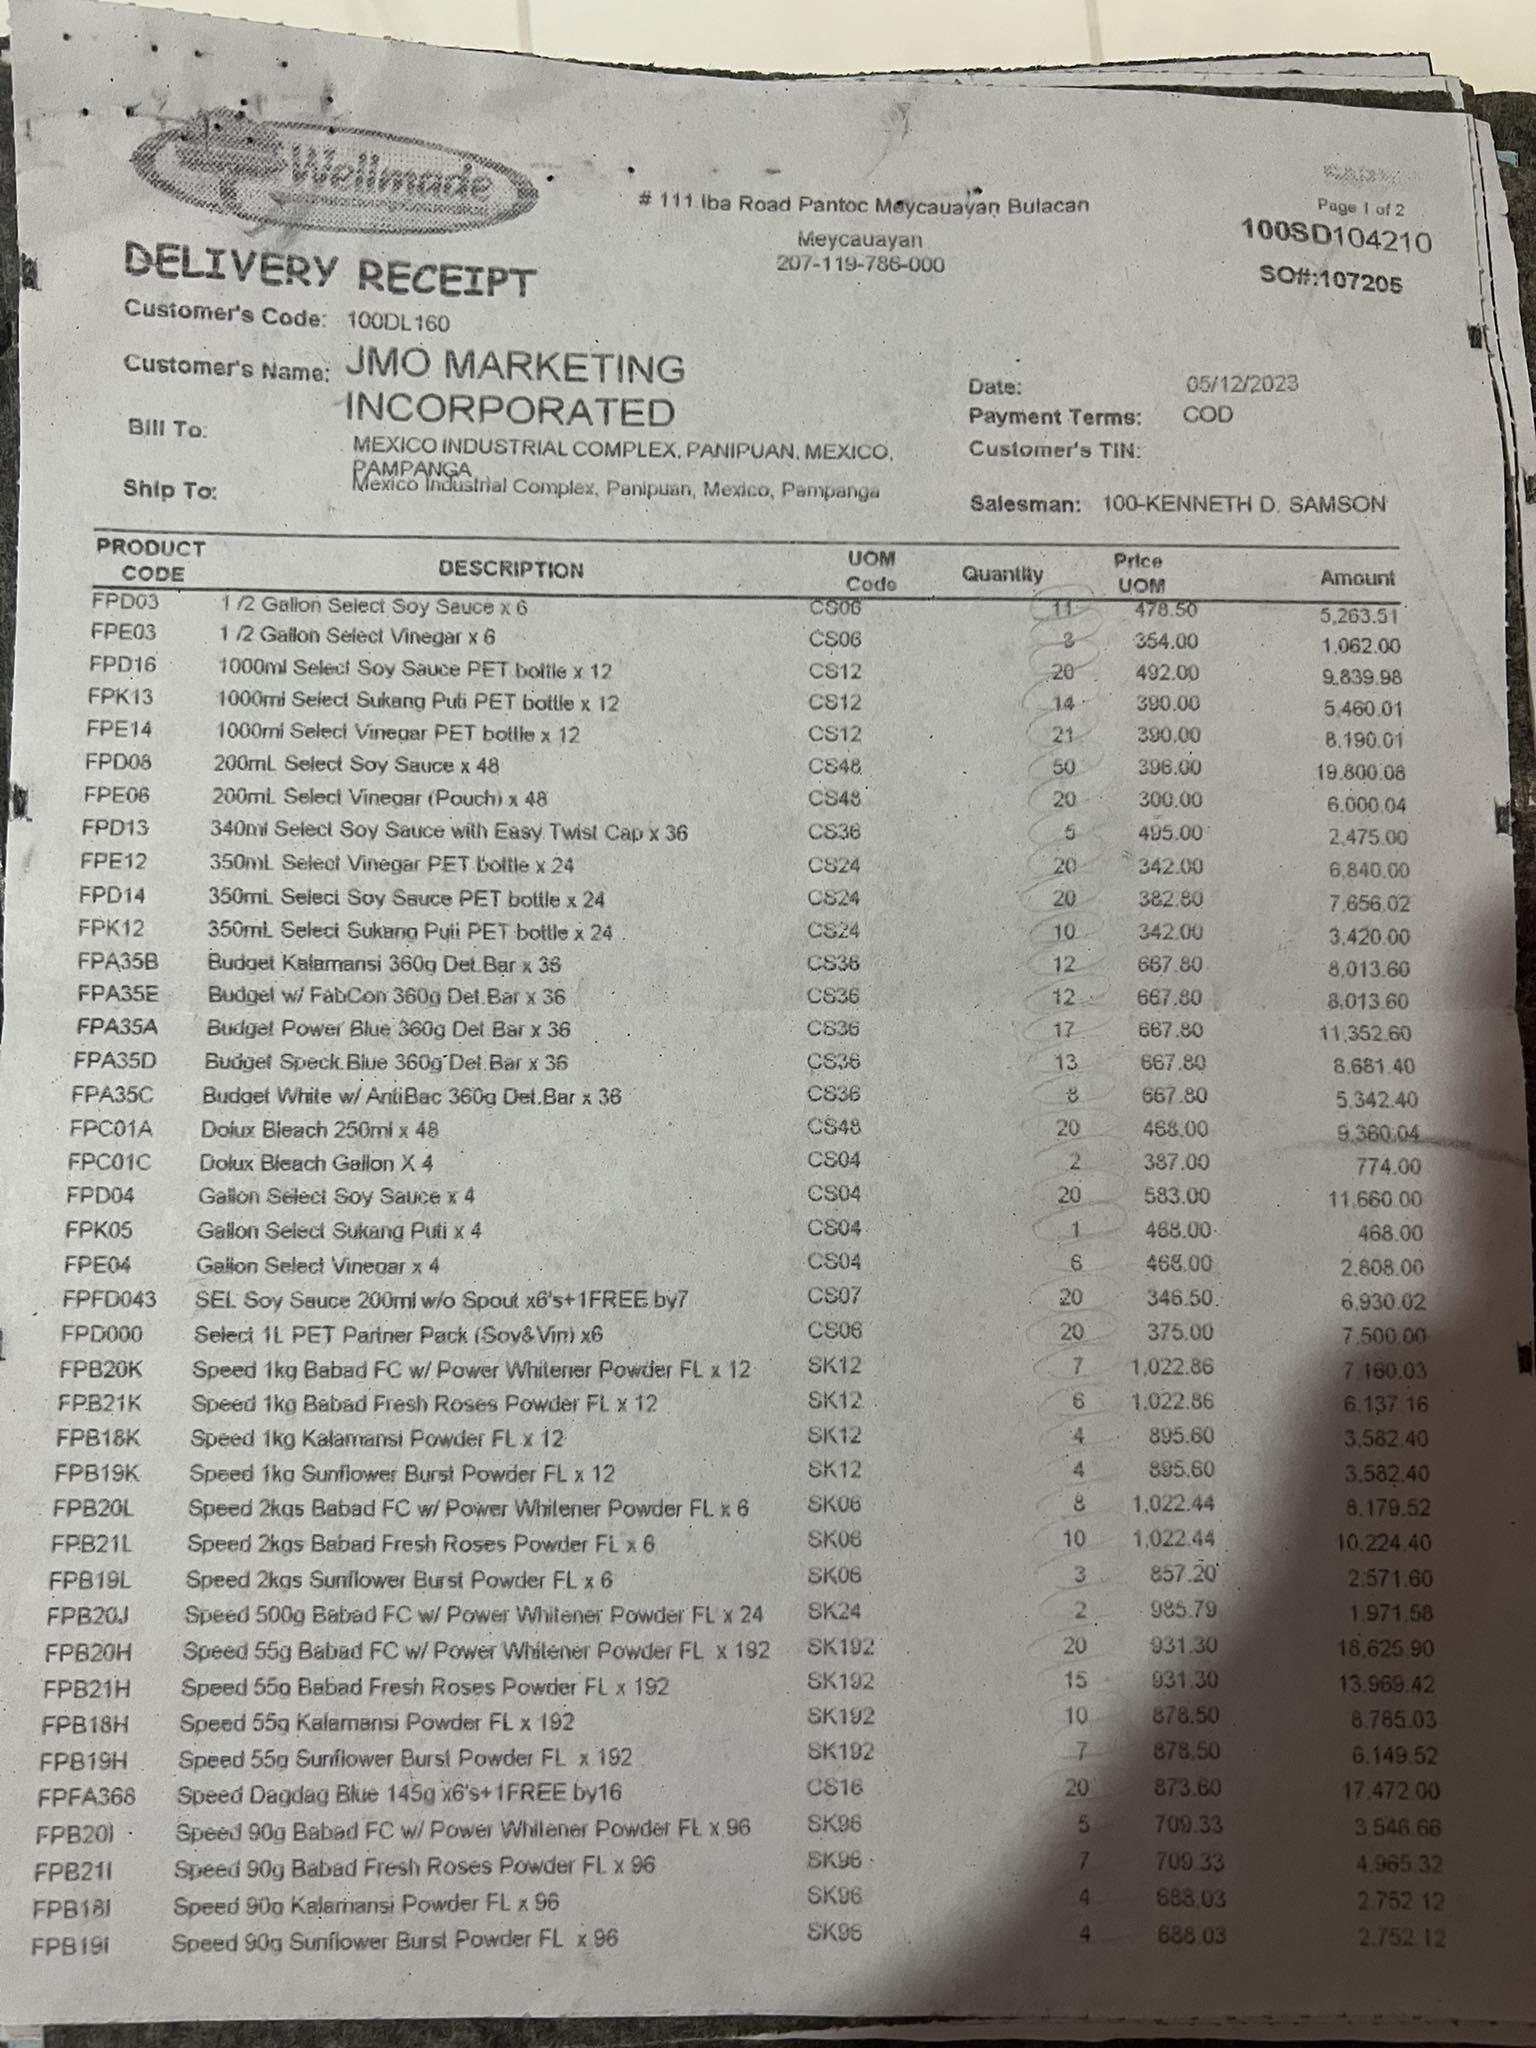 Wellmade
# 111 Iba Road Pantoc Meycauayan Bulacan
Meycauayan
207-119-786-000
Page 1 of 2
100SD104210
SO#:107205
DELIVERY RECEIPT
Customer's Code: 100DL160
Customer's Name: JMO MARKETING INCORPORATED
Bill To: MEXICO INDUSTRIAL COMPLEX, PANIPUAN, MEXICO, PAMPANGA
Ship To: Mexico Industrial Complex, Panipuan, Mexico, Pampanga
Date: 05/12/2023
Payment Terms: COD
Customer's TIN:
Salesman: 100-KENNETH D. SAMSON
PRODUCT CODE DESCRIPTION UOM Code Quantity Price UOM Amount
FPD03 1 /2 Gallon Select Soy Sauce x 6 CS06 11 478.50 5,263.51
FPE03 1 /2 Gallon Select Vinegar x 6 CS06 3 354.00 1,062.00
FPD16 1000ml Select Soy Sauce PET bottle x 12 CS12 20 492.00 9,839.98
FPK13 1000ml Select Sukang Puti PET bottle x 12 CS12 14 390.00 5,460.01
FPE14 1000ml Select Vinegar PET bottle x 12 CS12 21 390.00 8,190.01
FPD08 200mL Select Soy Sauce x 48 CS48 50 396.00 19,800.08
FPE06 200mL Select Vinegar (Pouch) x 48 CS48 20 300.00 6,000.04
FPD13 340ml Select Soy Sauce with Easy Twist Cap x 36 CS36 5 495.00 2,475.00
FPE12 350mL Select Vinegar PET bottle x 24 CS24 20 342.00 6,840.00
FPD14 350mL Select Soy Sauce PET bottle x 24 CS24 20 382.80 7,656.02
FPK12 350mL Select Sukang Puti PET bottle x 24 CS24 10 342.00 3,420.00
FPA35B Budget Kalamansi 360g Det.Bar x 36 CS36 12 667.80 8,013.60
FPA35E Budget w/ FabCon 360g Det.Bar x 36 CS36 12 667.80 8,013.60
FPA35A Budget Power Blue 360g Det.Bar x 36 CS36 17 667.80 11,352.60
FPA35D Budget Speck Blue 360g Det.Bar x 36 CS36 13 667.80 8,681.40
FPA35C Budget White w/ AntiBac 360g Det.Bar x 36 CS36 8 667.80 5,342.40
FPC01A Dolux Bleach 250ml x 48 CS48 20 468.00 9,360.04
FPC01C Dolux Bleach Gallon X 4 CS04 2 387.00 774.00
FPD04 Gallon Select Soy Sauce x 4 CS04 20 583.00 11,660.00
FPK05 Gallon Select Sukang Puti x 4 CS04 1 468.00 468.00
FPE04 Gallon Select Vinegar x 4 CS04 6 468.00 2,808.00
FPFD043 SEL Soy Sauce 200ml w/o Spout x6's+1FREE by7 CS07 20 346.50 6,930.02
FPD000 Select 1L PET Partner Pack (Soy&Vin) x6 CS06 20 375.00 7,500.00
FPB20K Speed 1kg Babad FC w/ Power Whitener Powder FL x 12 SK12 7 1,022.86 7,160.03
FPB21K Speed 1kg Babad Fresh Roses Powder FL x 12 SK12 6 1,022.86 6,137.16
FPB18K Speed 1kg Kalamansi Powder FL x 12 SK12 4 895.60 3,582.40
FPB19K Speed 1kg Sunflower Burst Powder FL x 12 SK12 4 895.60 3,582.40
FPB20L Speed 2kgs Babad FC w/ Power Whitener Powder FL x 6 SK06 8 1,022.44 8,179.52
FPB21L Speed 2kgs Babad Fresh Roses Powder FL x 6 SK06 10 1,022.44 10,224.40
FPB19L Speed 2kgs Sunflower Burst Powder FL x 6 SK06 3 857.20 2,571.60
FPB20J Speed 500g Babad FC w/ Power Whitener Powder FL x 24 SK24 2 985.79 1,971.58
FPB20H Speed 55g Babad FC w/ Power Whitener Powder FL x 192 SK192 20 931.30 18,625.90
FPB21H Speed 55g Babad Fresh Roses Powder FL x 192 SK192 15 931.30 13,969.42
FPB18H Speed 55g Kalamansi Powder FL x 192 SK192 10 878.50 8,785.03
FPB19H Speed 55g Sunflower Burst Powder FL x 192 SK192 7 878.50 6,149.52
FPFA368 Speed Dagdag Blue 145g x6's+1FREE by16 CS16 20 873.60 17,472.00
FPB20I Speed 90g Babad FC w/ Power Whitener Powder FL x 96 SK96 5 709.33 3,546.66
FPB21I Speed 90g Babad Fresh Roses Powder FL x 96 SK96 7 709.33 4,965.32
FPB18I Speed 90g Kalamansi Powder FL x 96 SK96 4 688.03 2,752.12
FPB19I Speed 90g Sunflower Burst Powder FL x 96 SK96 4 688.03 2,752.12